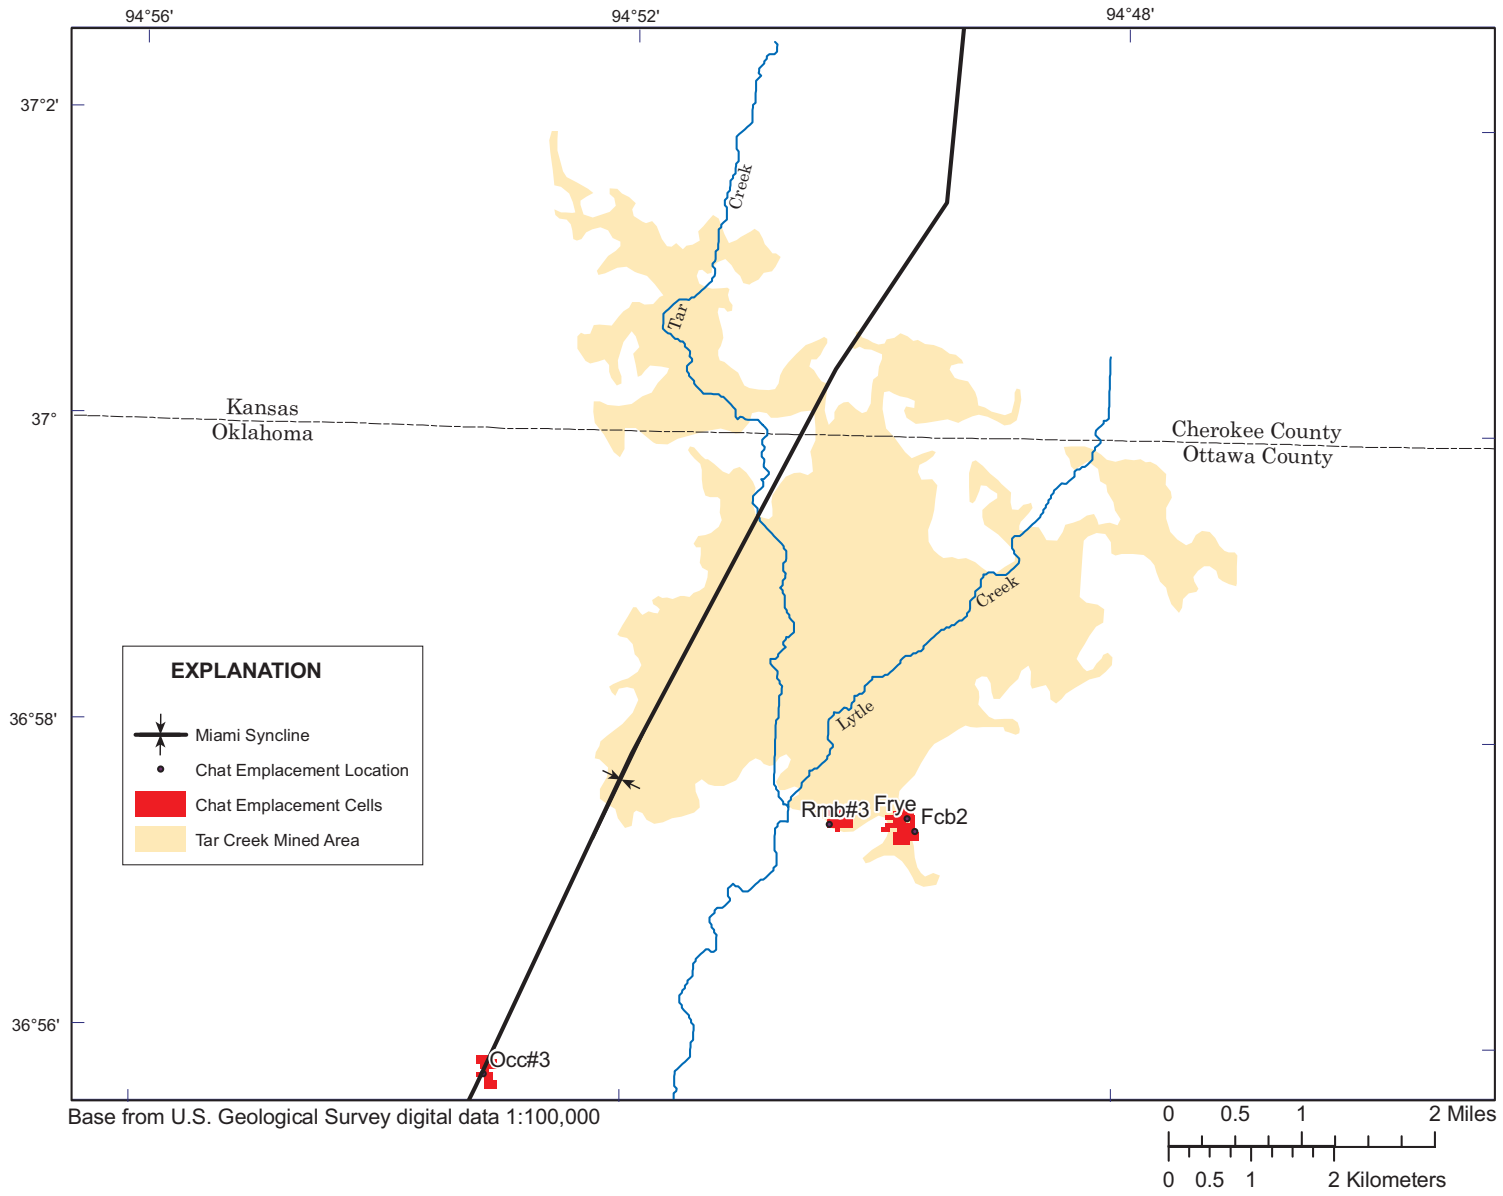 94°56'
94°52'
94°48'
37°2'
Creek
Tar
37°
Kansas
Oklahoma
Cherokee County
Ottawa County
Creek
Lytle
36°58'
EXPLANATION
Miami Syncline
Chat Emplacement Location
Chat Emplacement Cells
Tar Creek Mined Area
Rmb#3
Frye
Fcb2
36°56'
Occ#3
Base from U.S. Geological Survey digital data 1:100,000
0 0.5 1 2 Miles
0 0.5 1 2 Kilometers